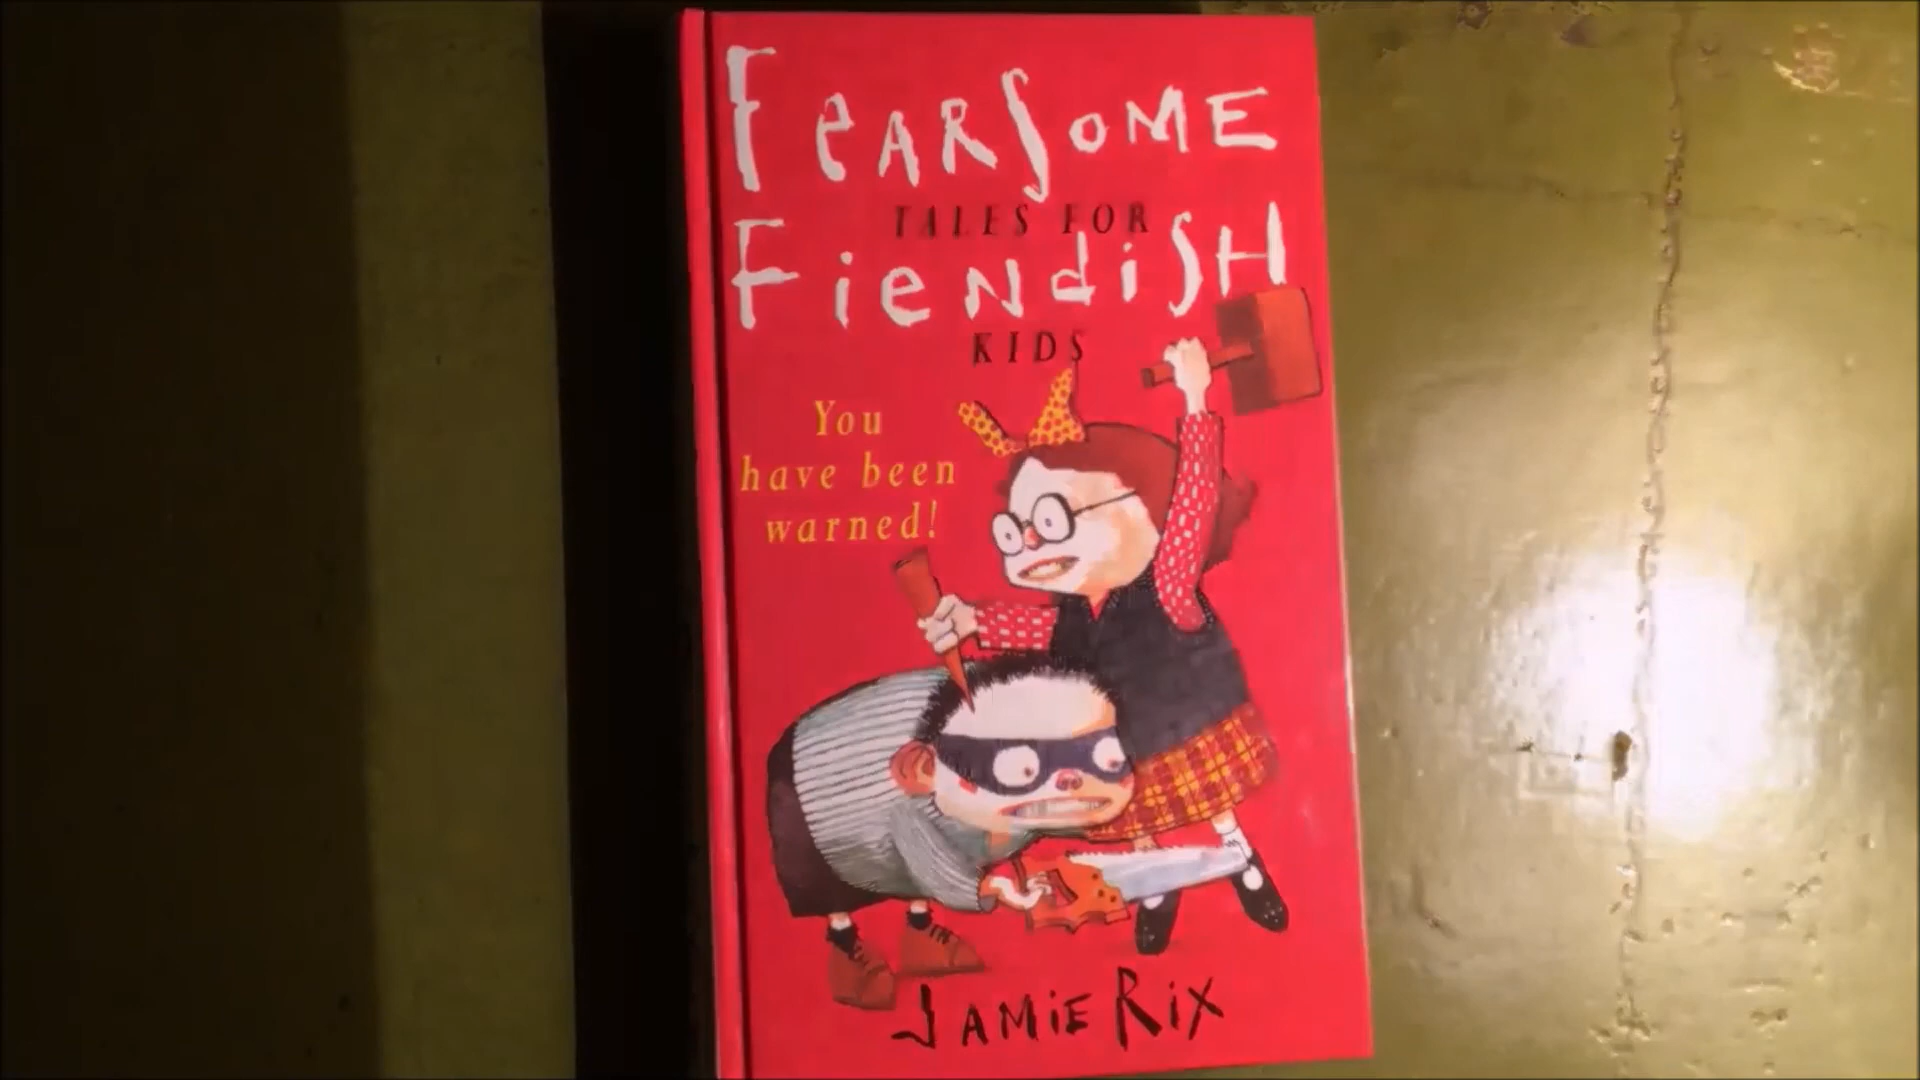 FeARSOME
TALES FOR
FiENdiSH
KIDS
You
have been
warned!
JAMiE RiX